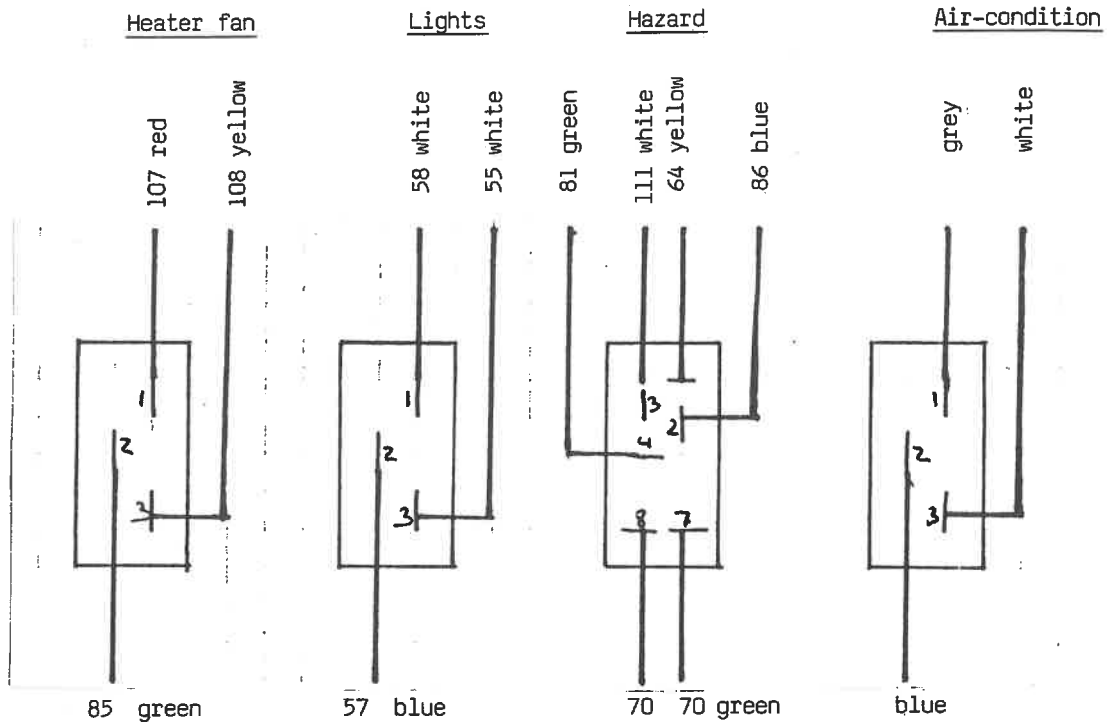 Heater fan
Lights
Hazard
Air-condition
107 red
108 yellow
58 white
55 white
81 green
111 white
64 yellow
86 blue
grey
white
1
2
3
1
2
3
3
2
4
8
7
1
2
3
85 green
57 blue
70
70 green
blue